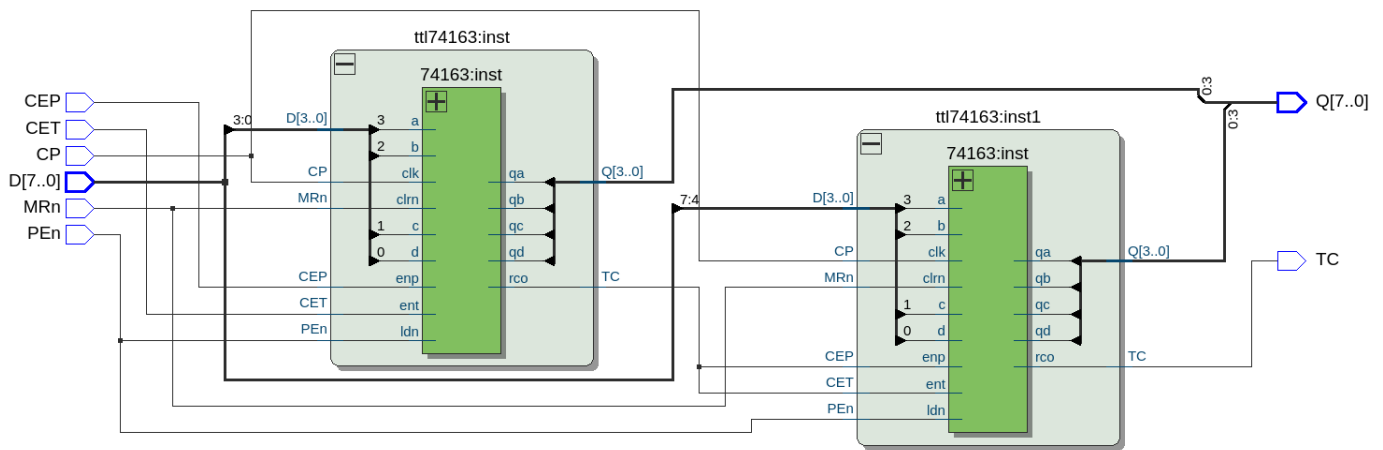 ttl74163:inst
74163:inst
CEP
CET
CP
D[7..0]
MRn
PEn
3:0
D[3..0]
CP
MRn
CEP
CET
PEn
3
2
1
0
a
b
clk
clrn
c
d
enp
ent
ldn
qa
qb
qc
qd
rco
Q[3..0]
TC
7:4
ttl74163:inst1
74163:inst
D[3..0]
CP
MRn
CEP
CET
PEn
3
2
1
0
a
b
clk
clrn
c
d
enp
ent
ldn
qa
qb
qc
qd
rco
Q[3..0]
TC
0:3
0:3
Q[7..0]
TC